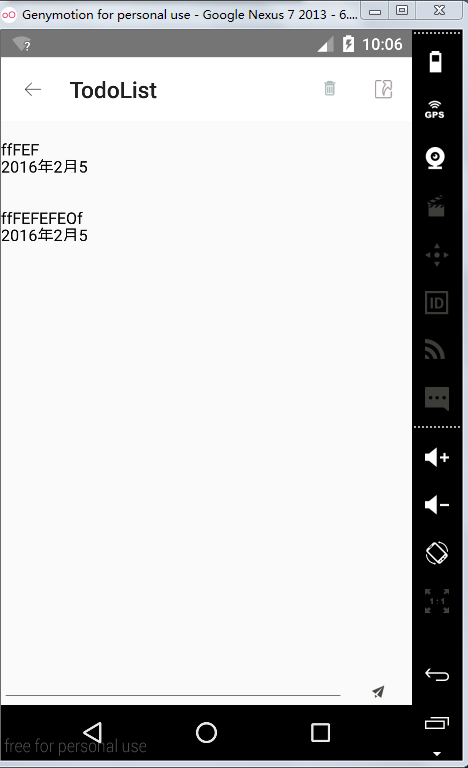 Genymotion for personal use - Google Nexus 7 2013 - 6....
10:06
TodoList
ffFEF
2016年2月5
ffFEFEFEOf
2016年2月5
GPS
ID
1:1
free for personal use